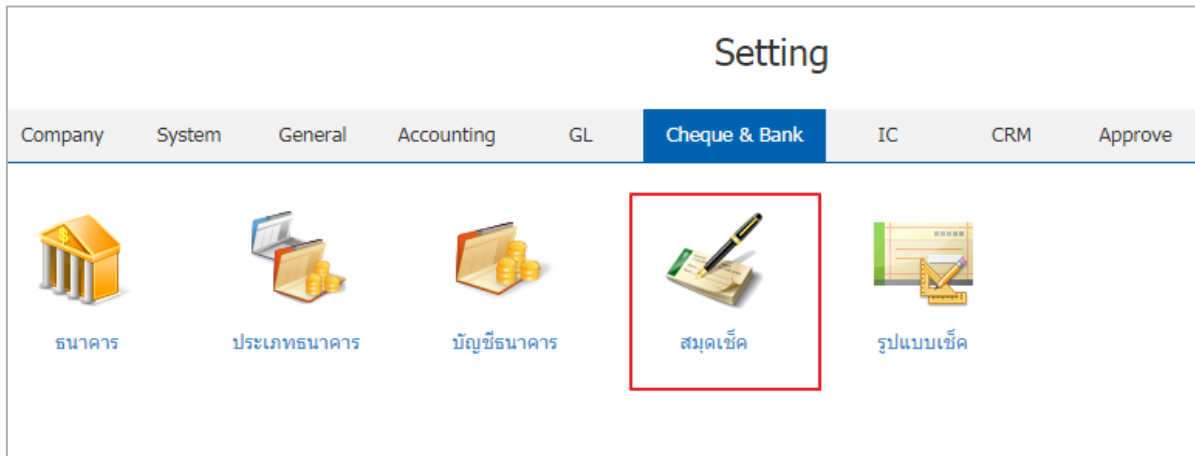 Setting
Company System General Accounting GL Cheque & Bank IC CRM Approve
ธนาคาร ประเภทธนาคาร บัญชีธนาคาร สมุดเช็ค รูปแบบเช็ค